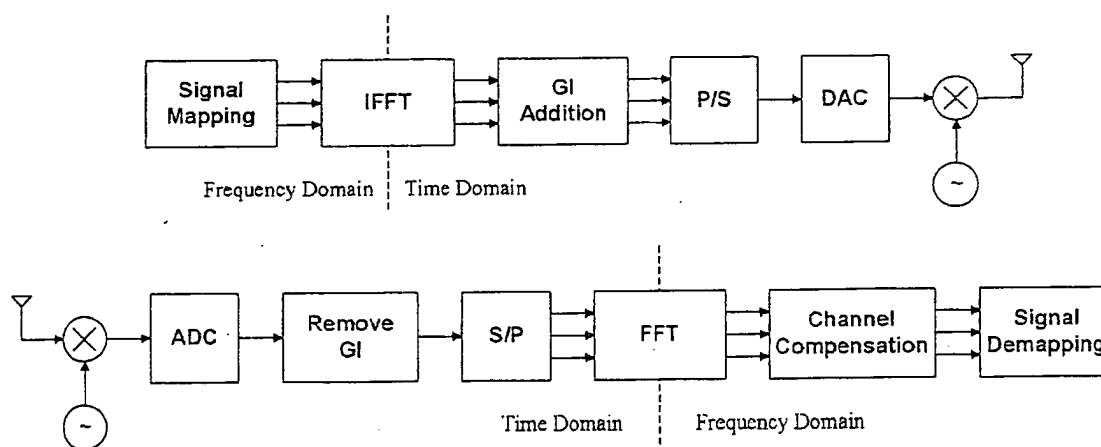 Signal
Mapping
IFFT
GI
Addition
P/S
DAC
~
Frequency Domain
Time Domain
ADC
Remove
GI
S/P
FFT
Channel
Compensation
Signal
Demapping
~
Time Domain
Frequency Domain